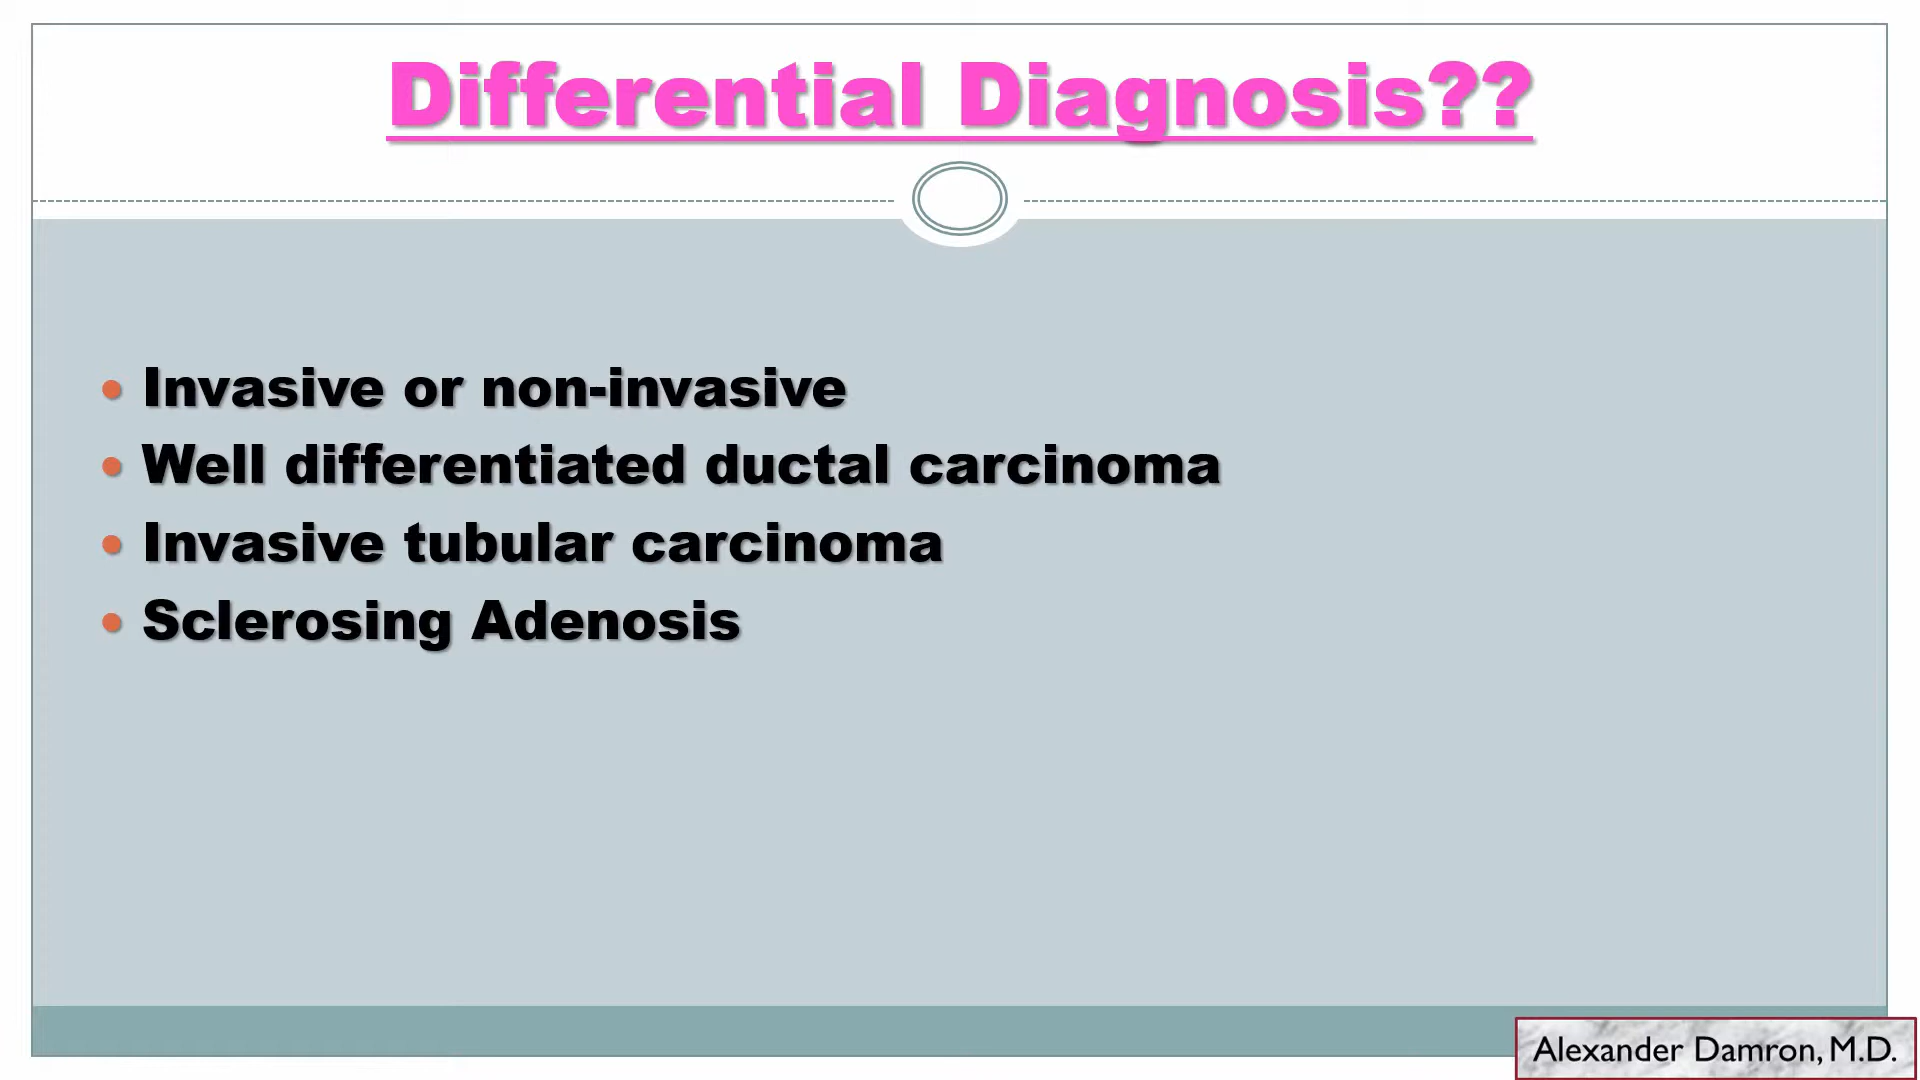 Differential Diagnosis??
• Invasive or non-invasive
• Well differentiated ductal carcinoma
• Invasive tubular carcinoma
• Sclerosing Adenosis
Alexander Damron, M.D.